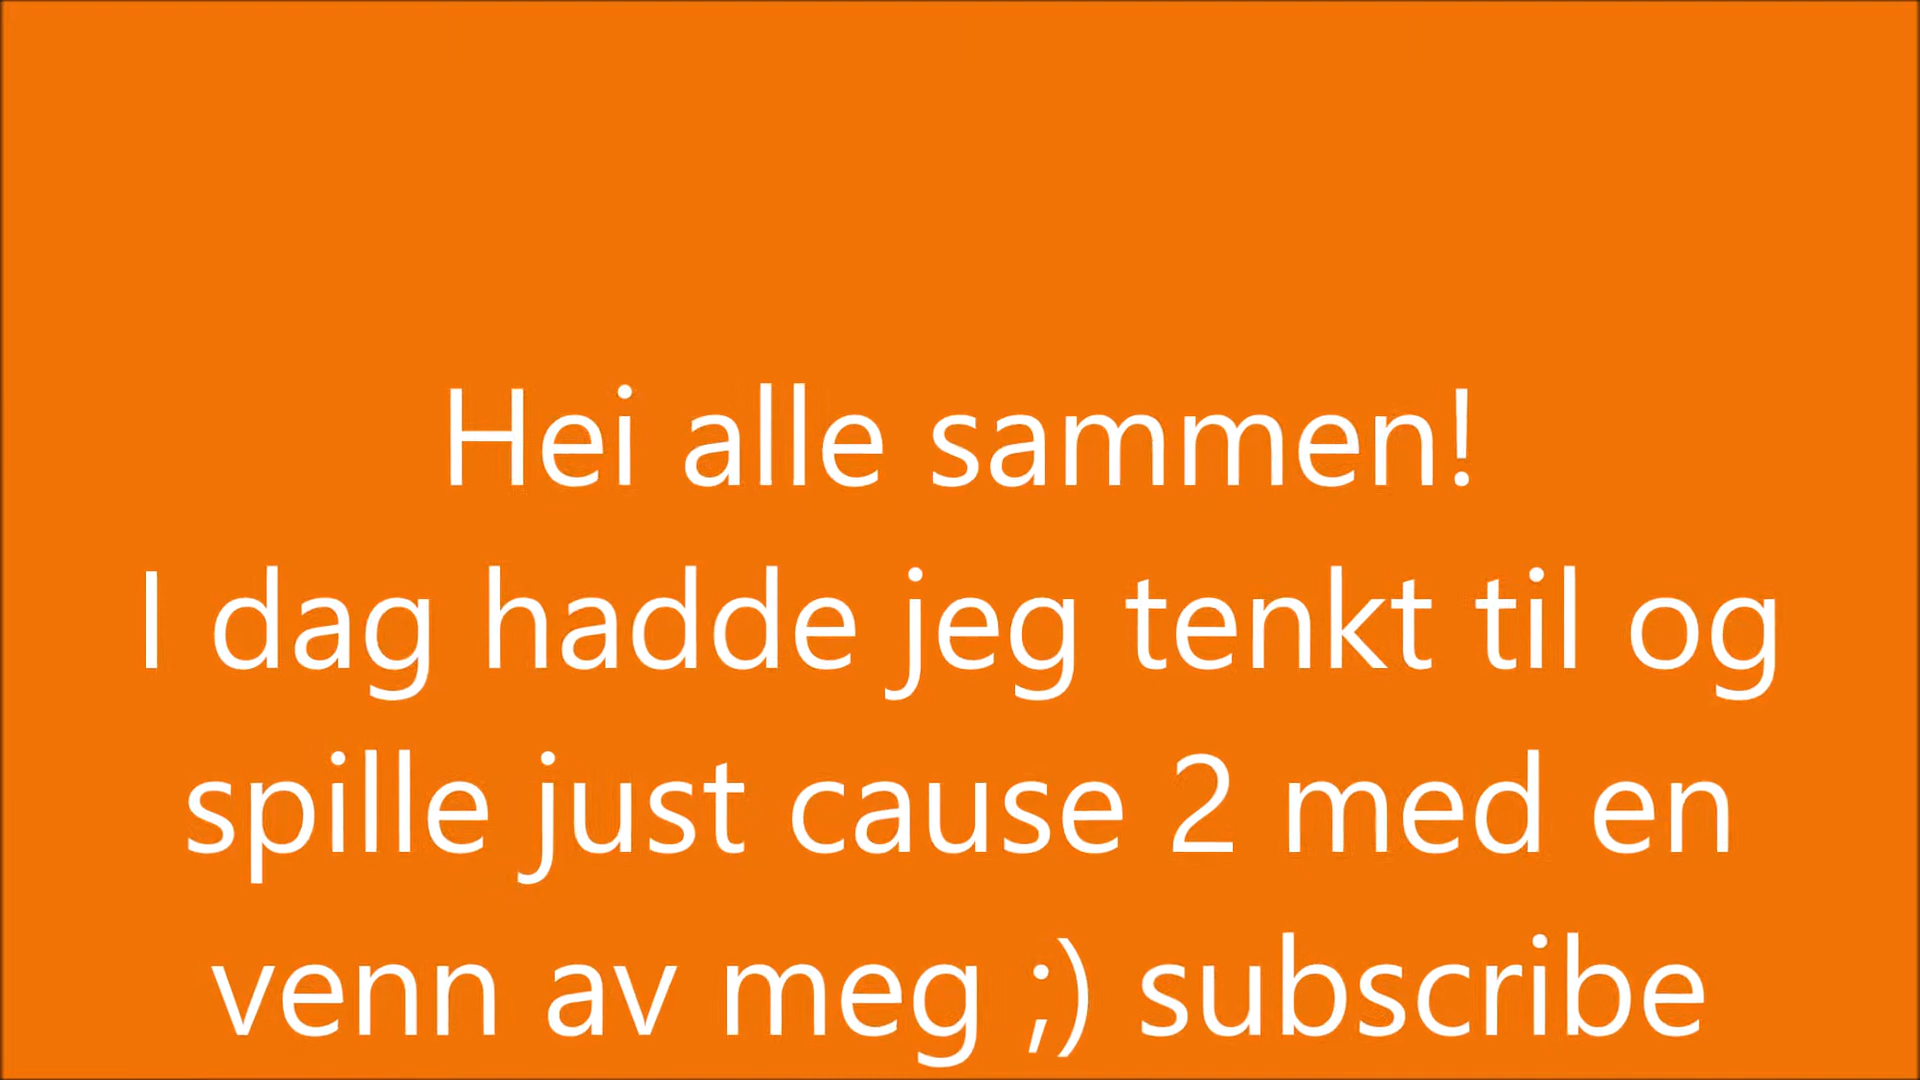 Hei alle sammen!
I dag hadde jeg tenkt til og
spille just cause 2 med en
venn av meg ;) subscribe